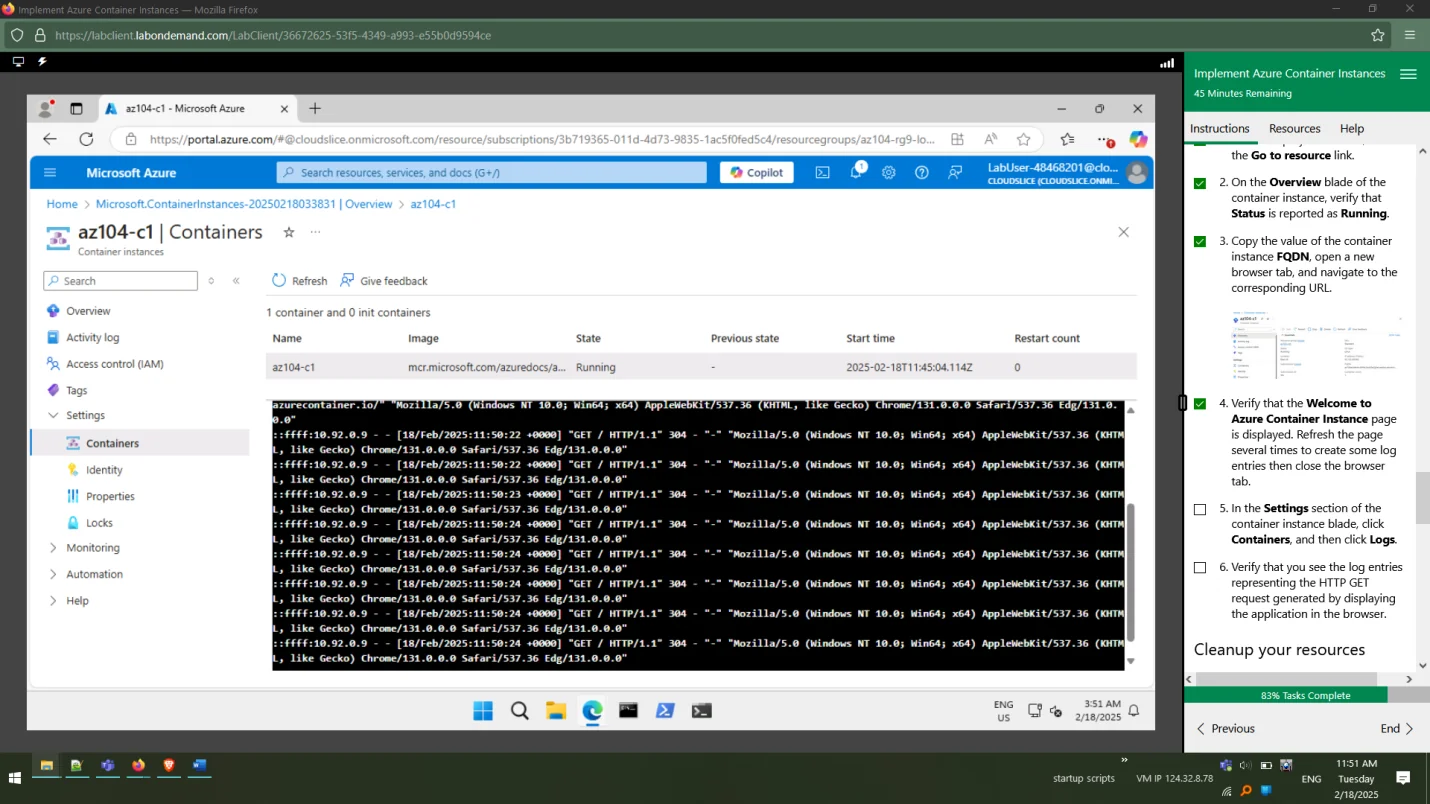 Implement Azure Container Instances — Mozilla Firefox
https://labclient.labondemand.com/LabClient/36672625-53f5-4349-a993-e55b0d9594ce
az104-c1 - Microsoft Azure
https://portal.azure.com/#@cloudslice.onmicrosoft.com/resource/subscriptions/3b719365-011d-4d73-9835-1ac5f0fed5c4/resourcegroups/az104-rg9-lo...
Microsoft Azure
Search resources, services, and docs (G+/)
Copilot
1
LabUser-48468201@clo...
CLOUDSLICE (CLOUDSLICE.ONMI...
Home > Microsoft.ContainerInstances-20250218033831 | Overview > az104-c1
az104-c1 | Containers
Container instances
Search
Refresh
Give feedback
Overview
Activity log
Access control (IAM)
Tags
Settings
Containers
Identity
Properties
Locks
Monitoring
Automation
Help
1 container and 0 init containers
Name Image State Previous state Start time Restart count
az104-c1 mcr.microsoft.com/azuredocs/a... Running - 2025-02-18T11:45:04.114Z 0
azurecontainer.io/" "Mozilla/5.0 (Windows NT 10.0; Win64; x64) AppleWebKit/537.36 (KHTML, like Gecko) Chrome/131.0.0.0 Safari/537.36 Edg/131.0.
0.0"
::ffff:10.92.0.9 - - [18/Feb/2025:11:50:22 +0000] "GET / HTTP/1.1" 304 - "-" "Mozilla/5.0 (Windows NT 10.0; Win64; x64) AppleWebKit/537.36 (KHTM
L, like Gecko) Chrome/131.0.0.0 Safari/537.36 Edg/131.0.0.0"
::ffff:10.92.0.9 - - [18/Feb/2025:11:50:22 +0000] "GET / HTTP/1.1" 304 - "-" "Mozilla/5.0 (Windows NT 10.0; Win64; x64) AppleWebKit/537.36 (KHTM
L, like Gecko) Chrome/131.0.0.0 Safari/537.36 Edg/131.0.0.0"
::ffff:10.92.0.9 - - [18/Feb/2025:11:50:23 +0000] "GET / HTTP/1.1" 304 - "-" "Mozilla/5.0 (Windows NT 10.0; Win64; x64) AppleWebKit/537.36 (KHTM
L, like Gecko) Chrome/131.0.0.0 Safari/537.36 Edg/131.0.0.0"
::ffff:10.92.0.9 - - [18/Feb/2025:11:50:24 +0000] "GET / HTTP/1.1" 304 - "-" "Mozilla/5.0 (Windows NT 10.0; Win64; x64) AppleWebKit/537.36 (KHTM
L, like Gecko) Chrome/131.0.0.0 Safari/537.36 Edg/131.0.0.0"
::ffff:10.92.0.9 - - [18/Feb/2025:11:50:24 +0000] "GET / HTTP/1.1" 304 - "-" "Mozilla/5.0 (Windows NT 10.0; Win64; x64) AppleWebKit/537.36 (KHTM
L, like Gecko) Chrome/131.0.0.0 Safari/537.36 Edg/131.0.0.0"
::ffff:10.92.0.9 - - [18/Feb/2025:11:50:24 +0000] "GET / HTTP/1.1" 304 - "-" "Mozilla/5.0 (Windows NT 10.0; Win64; x64) AppleWebKit/537.36 (KHTM
L, like Gecko) Chrome/131.0.0.0 Safari/537.36 Edg/131.0.0.0"
::ffff:10.92.0.9 - - [18/Feb/2025:11:50:24 +0000] "GET / HTTP/1.1" 304 - "-" "Mozilla/5.0 (Windows NT 10.0; Win64; x64) AppleWebKit/537.36 (KHTM
L, like Gecko) Chrome/131.0.0.0 Safari/537.36 Edg/131.0.0.0"
::ffff:10.92.0.9 - - [18/Feb/2025:11:50:24 +0000] "GET / HTTP/1.1" 304 - "-" "Mozilla/5.0 (Windows NT 10.0; Win64; x64) AppleWebKit/537.36 (KHTM
L, like Gecko) Chrome/131.0.0.0 Safari/537.36 Edg/131.0.0.0"
ENG
US
3:51 AM
2/18/2025
Implement Azure Container Instances
45 Minutes Remaining
Instructions Resources Help
the Go to resource link.
2. On the Overview blade of the
container instance, verify that
Status is reported as Running.
3. Copy the value of the container
instance FQDN, open a new
browser tab, and navigate to the
corresponding URL.
4. Verify that the Welcome to
Azure Container Instance page
is displayed. Refresh the page
several times to create some log
entries then close the browser
tab.
5. In the Settings section of the
container instance blade, click
Containers, and then click Logs.
6. Verify that you see the log entries
representing the HTTP GET
request generated by displaying
the application in the browser.
Cleanup your resources
83% Tasks Complete
Previous
End
startup scripts
VM IP 124.32.8.78
ENG
11:51 AM
Tuesday
2/18/2025